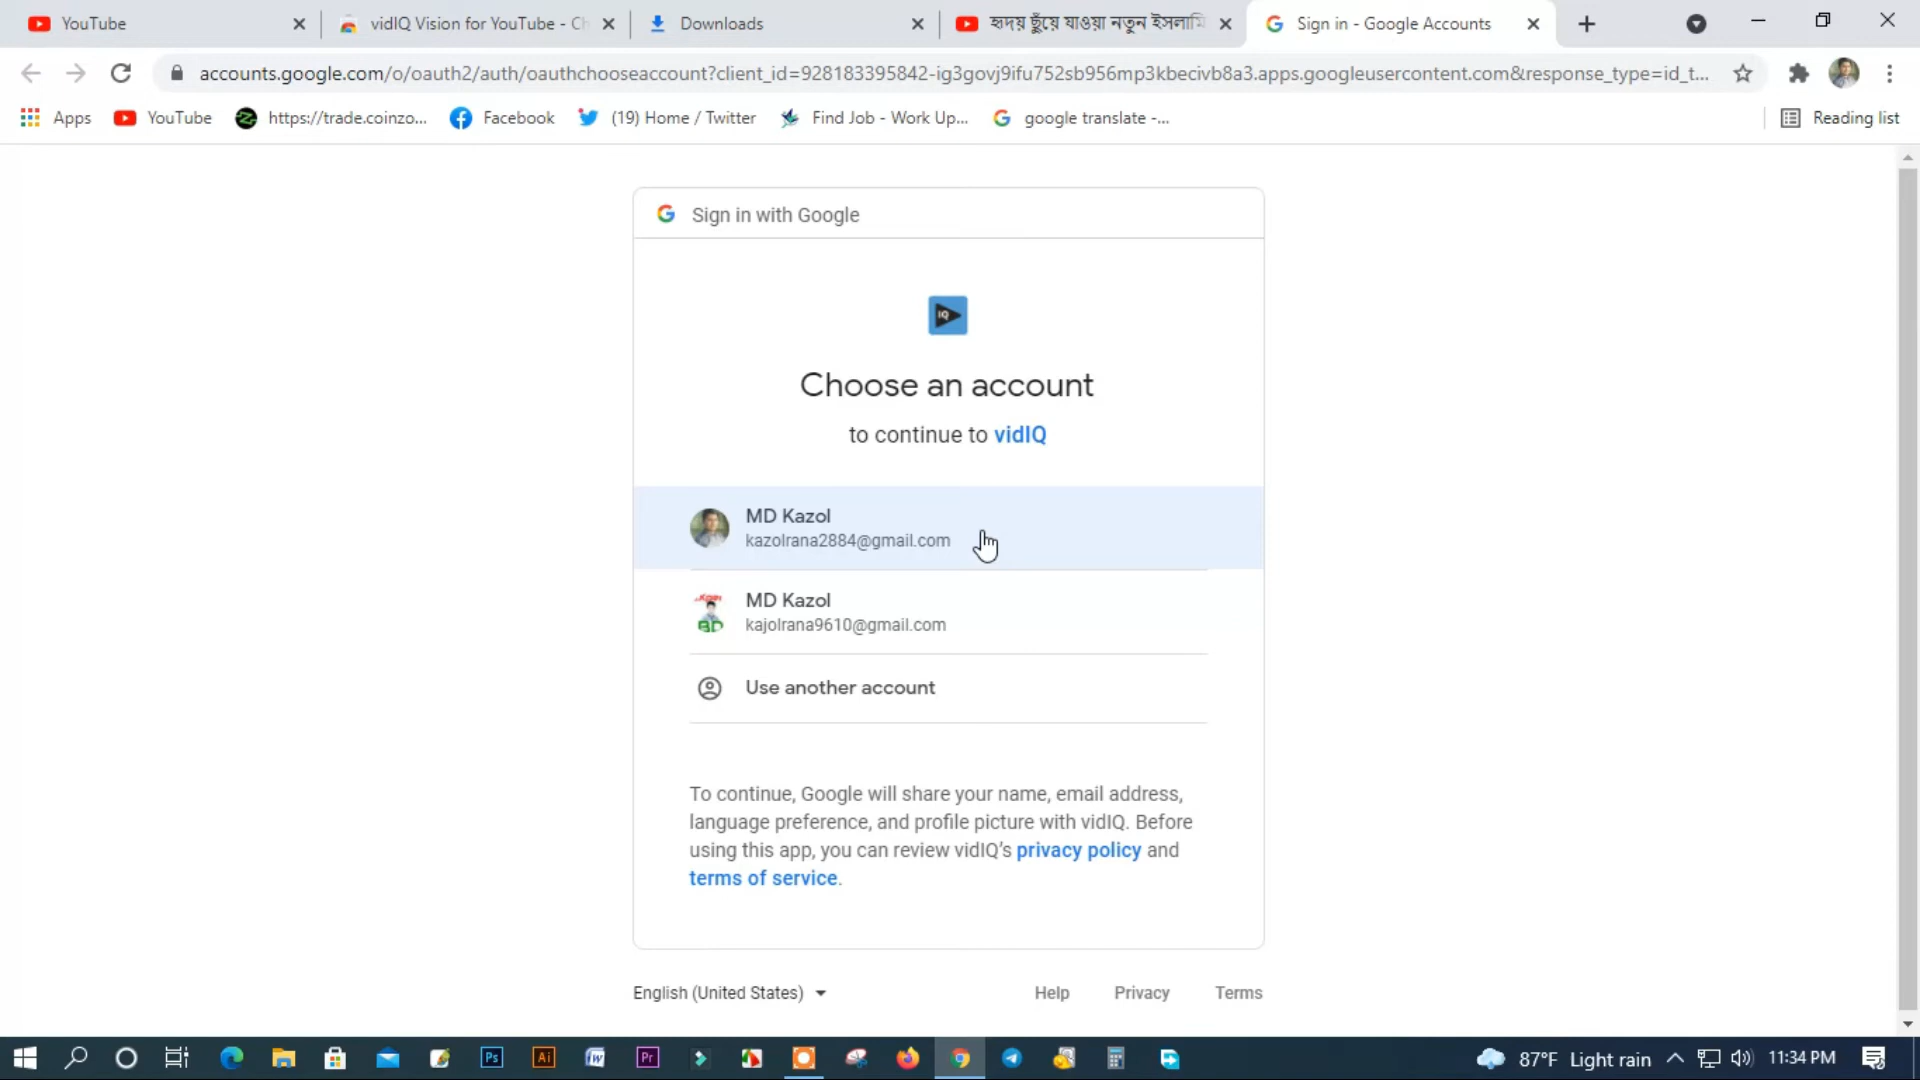 YouTube
vidIQ Vision for YouTube - Ch
Downloads
হৃদয় ছুঁয়ে যাওয়া নতুন ইসলামি
Sign in - Google Accounts
accounts.google.com/o/oauth2/auth/oauthchooseaccount?client_id=928183395842-ig3govj9ifu752sb956mp3kbecivb8a3.apps.googleusercontent.com&response_type=id_t...
Apps
YouTube
https://trade.coinzo...
Facebook
(19) Home / Twitter
Find Job - Work Up...
google translate -...
Reading list
Sign in with Google
IQ
Choose an account
to continue to vidIQ
MD Kazol
kazolrana2884@gmail.com
MD Kazol
kajolrana9610@gmail.com
Use another account
To continue, Google will share your name, email address,
language preference, and profile picture with vidIQ. Before
using this app, you can review vidIQ's privacy policy and
terms of service.
English (United States)
Help
Privacy
Terms
Ps
Ai
W
Pr
87°F Light rain
11:34 PM